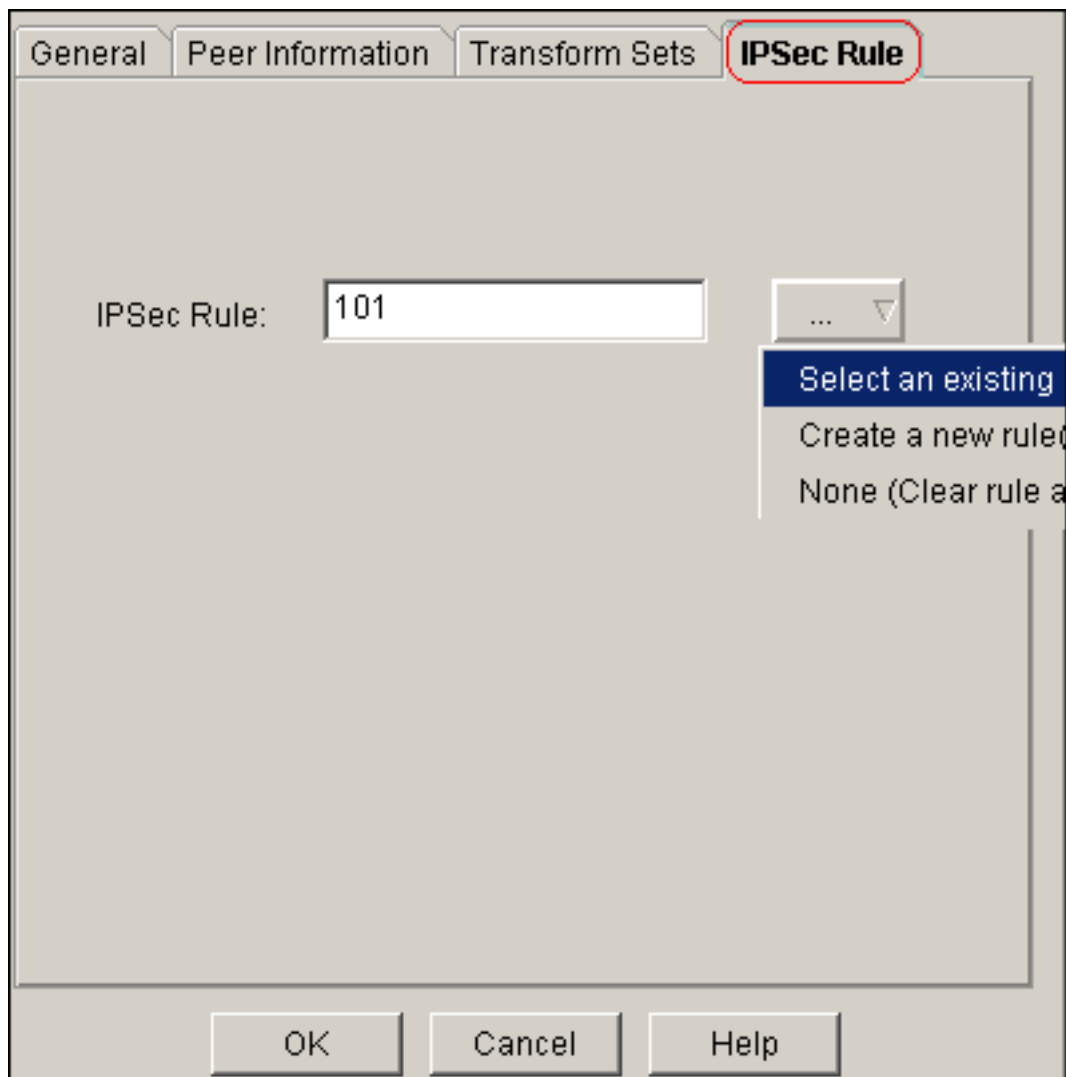 General Peer Information Transform Sets IPSec Rule
IPSec Rule: 101 ...
Select an existing
Create a new rule(
None (Clear rule a
OK Cancel Help